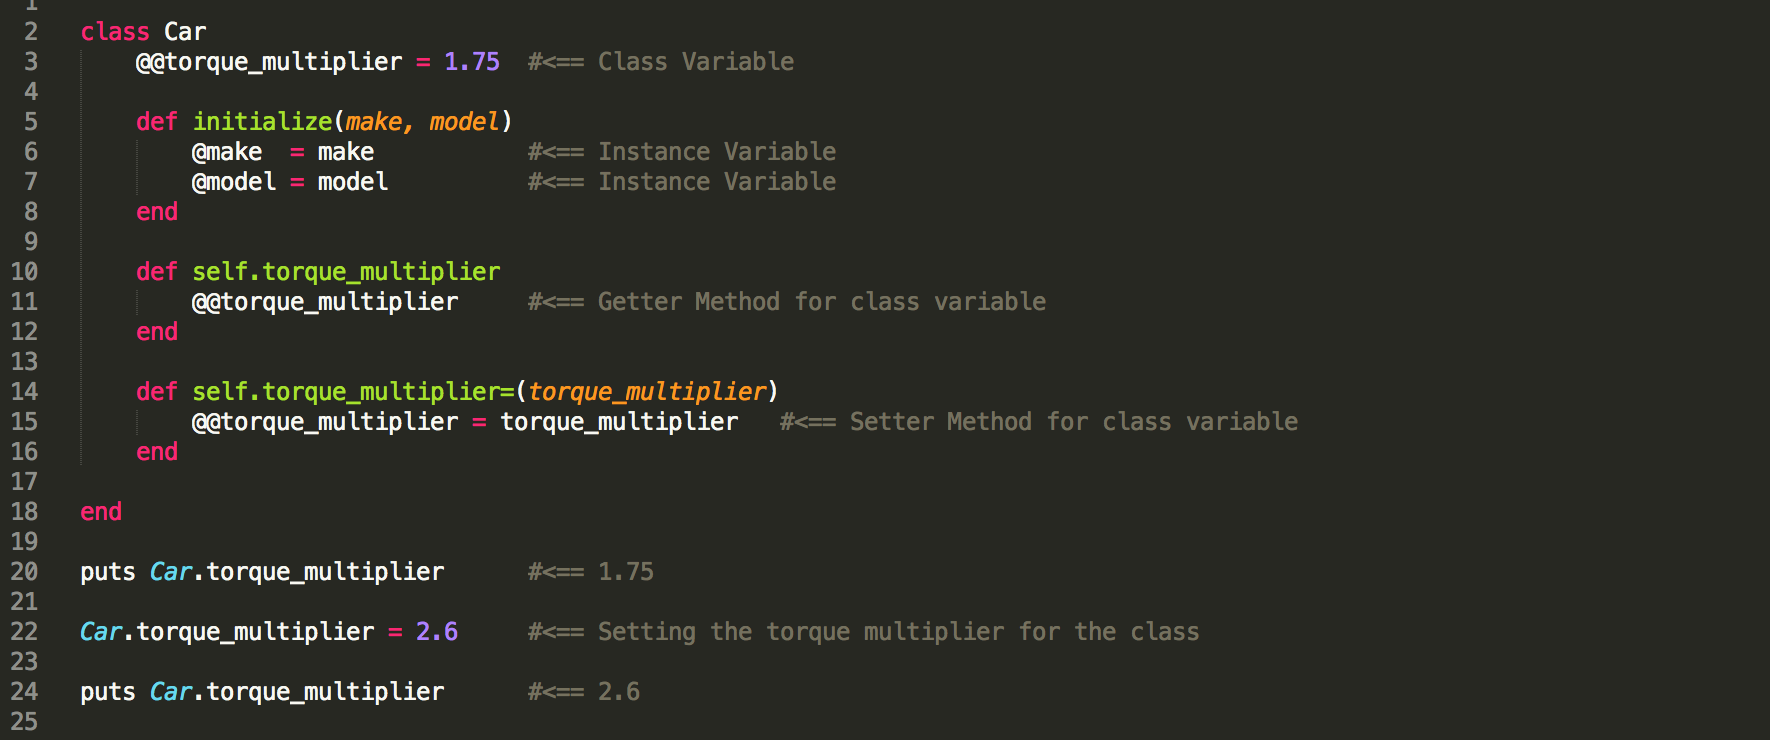 1
2 class Car
3     @@torque_multiplier = 1.75  #<== Class Variable
4
5     def initialize(make, model)
6         @make  = make           #<== Instance Variable
7         @model = model          #<== Instance Variable
8     end
9
10     def self.torque_multiplier
11         @@torque_multiplier     #<== Getter Method for class variable
12     end
13
14     def self.torque_multiplier=(torque_multiplier)
15         @@torque_multiplier = torque_multiplier   #<== Setter Method for class variable
16     end
17
18 end
19
20 puts Car.torque_multiplier      #<== 1.75
21
22 Car.torque_multiplier = 2.6     #<== Setting the torque multiplier for the class
23
24 puts Car.torque_multiplier      #<== 2.6
25